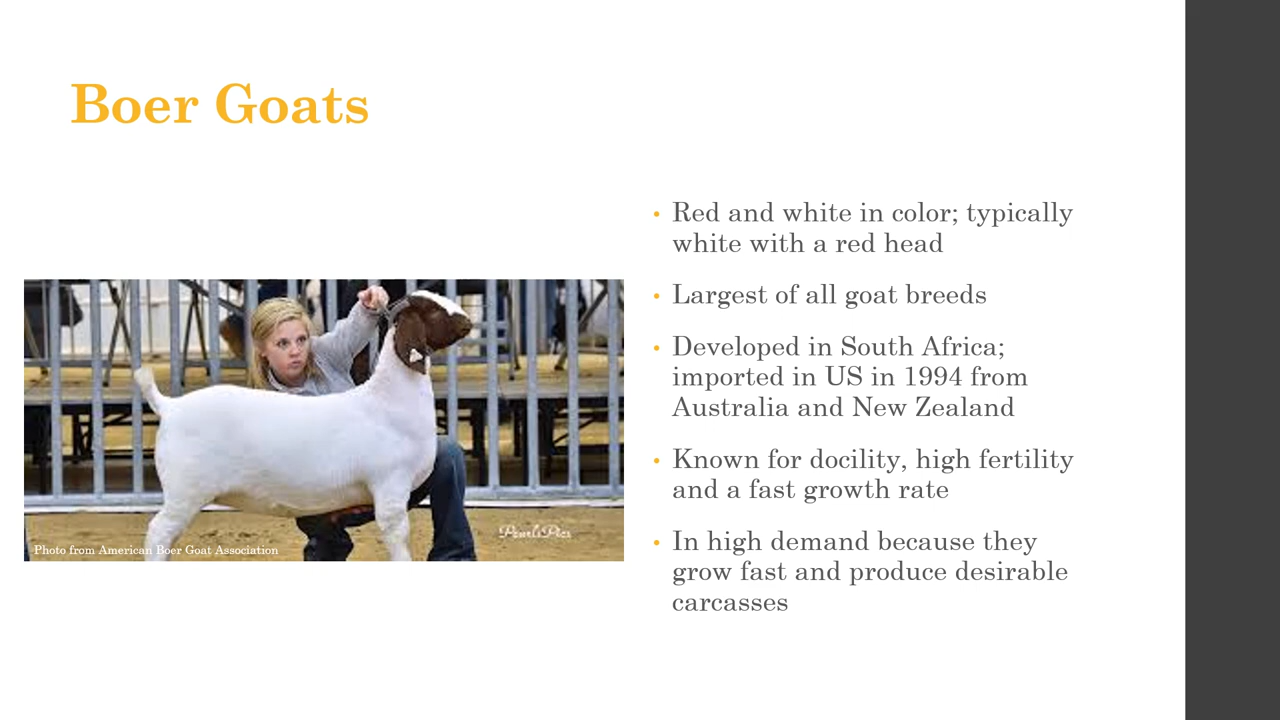 Boer Goats
• Red and white in color; typically
white with a red head
• Largest of all goat breeds
• Developed in South Africa;
imported in US in 1994 from
Australia and New Zealand
• Known for docility, high fertility
and a fast growth rate
• In high demand because they
grow fast and produce desirable
carcasses
PearlsPics
Photo from American Boer Goat Association